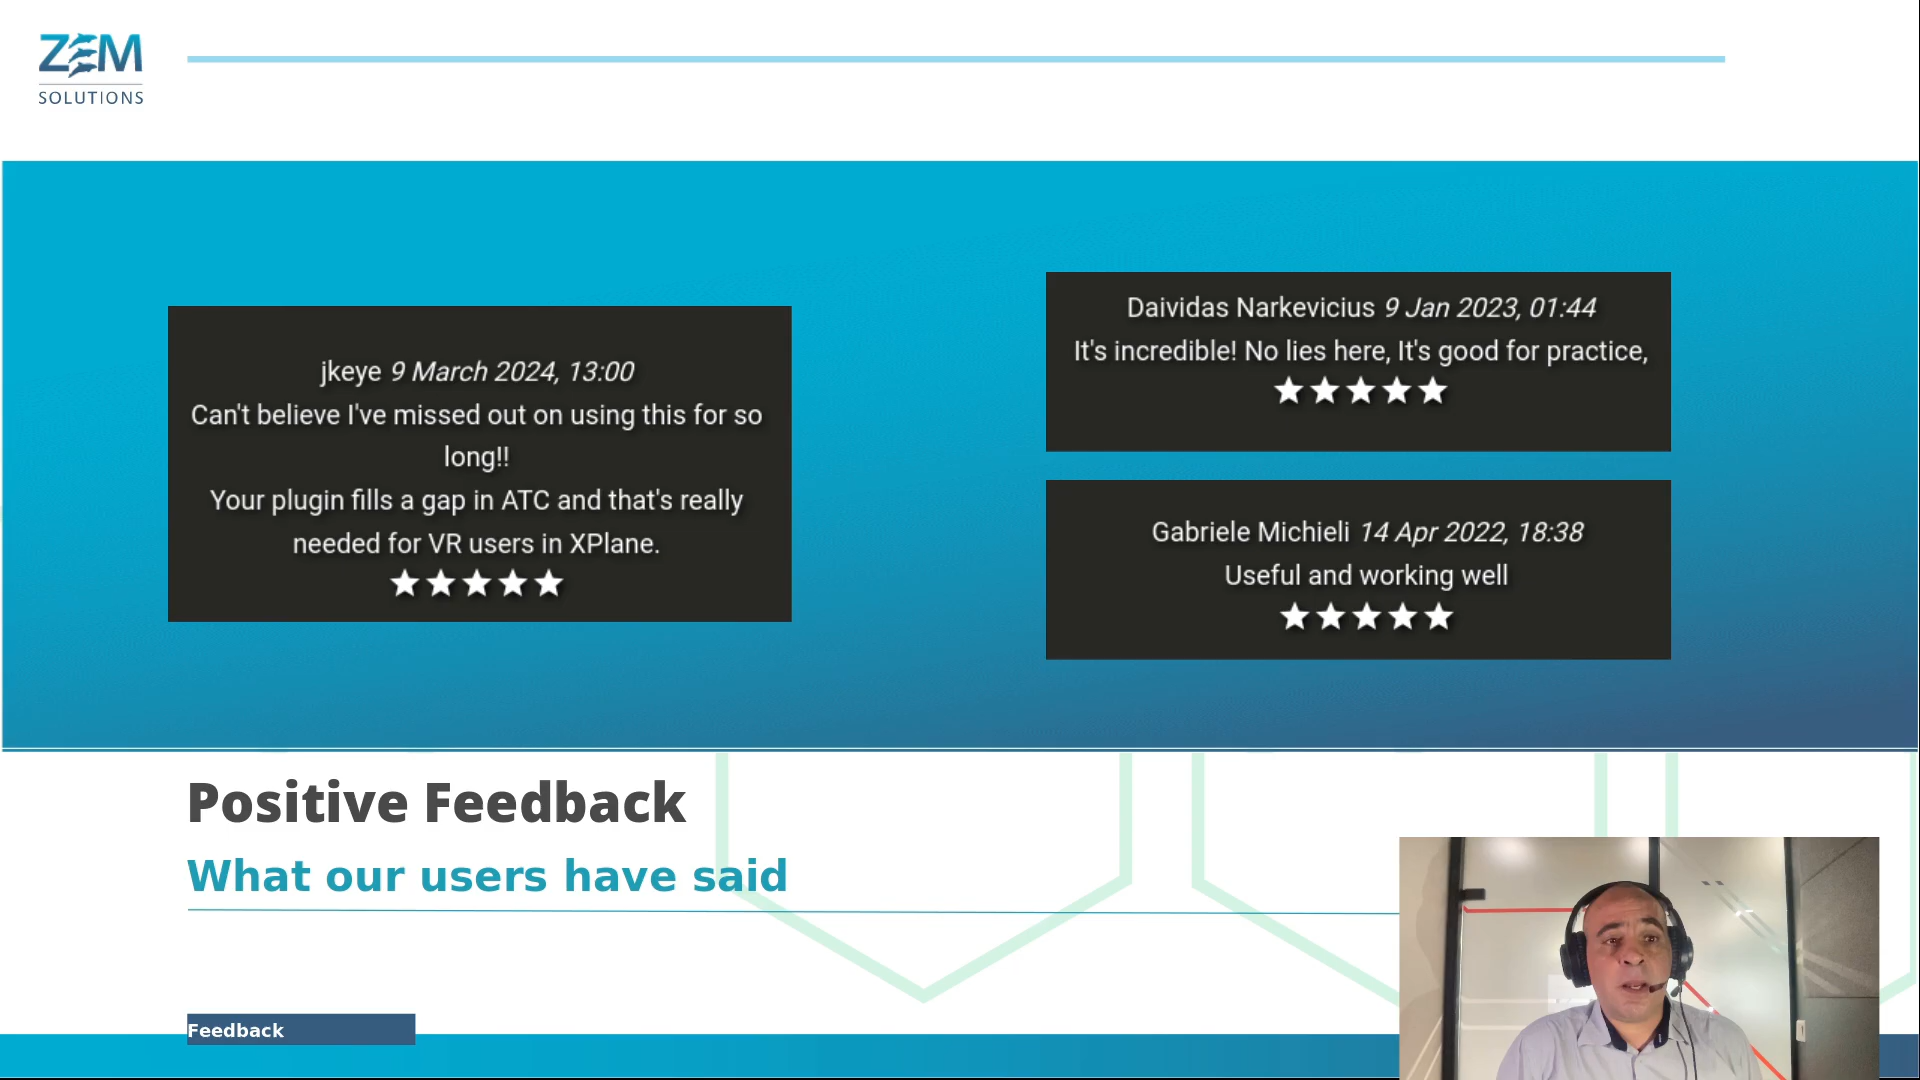 ZEM
SOLUTIONS
jkeye 9 March 2024, 13:00
Can't believe I've missed out on using this for so
long!!
Your plugin fills a gap in ATC and that's really
needed for VR users in XPlane.
★★★★★
Daividas Narkevicius 9 Jan 2023, 01:44
It's incredible! No lies here, It's good for practice,
★★★★★
Gabriele Michieli 14 Apr 2022, 18:38
Useful and working well
★★★★★
Positive Feedback
What our users have said
Feedback